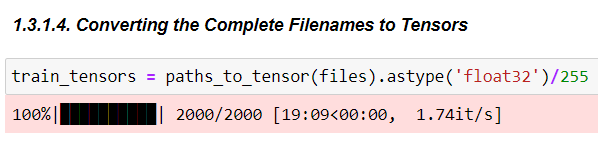 1.3.1.4. Converting the Complete Filenames to Tensors
train_tensors = paths_to_tensor(files).astype('float32')/255
100%|██████████| 2000/2000 [19:09<00:00,  1.74it/s]